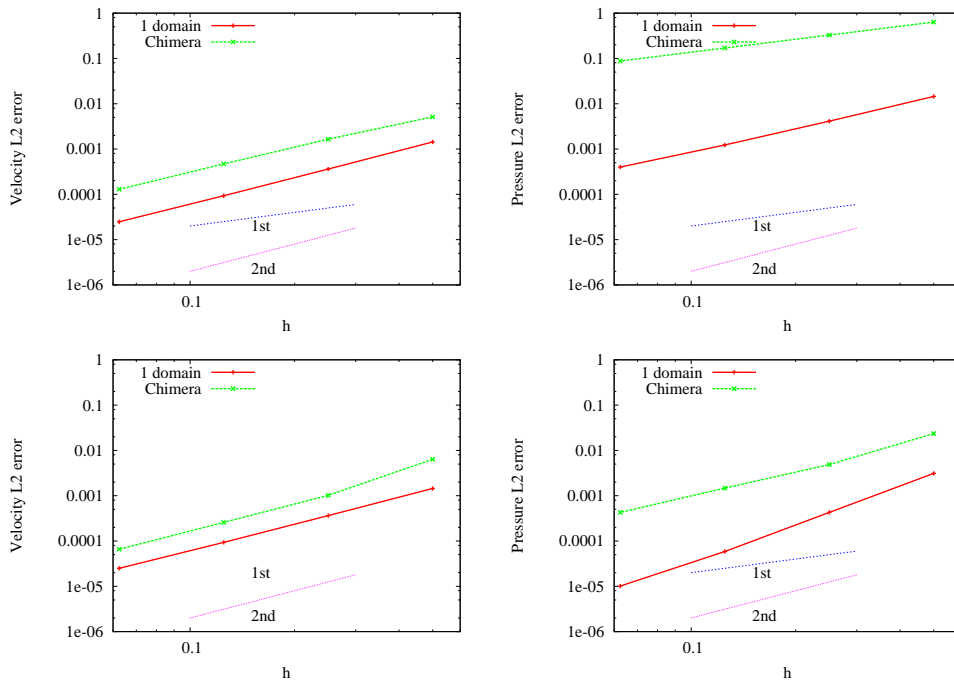 1 domain
Chimera
1
0.1
0.01
0.001
0.0001
1e-05
1e-06
Velocity L2 error
1st
2nd
0.1
h
1 domain
Chimera
1
0.1
0.01
0.001
0.0001
1e-05
1e-06
Pressure L2 error
1st
2nd
0.1
h
1 domain
Chimera
1
0.1
0.01
0.001
0.0001
1e-05
1e-06
Velocity L2 error
1st
2nd
0.1
h
1 domain
Chimera
1
0.1
0.01
0.001
0.0001
1e-05
1e-06
Pressure L2 error
1st
2nd
0.1
h